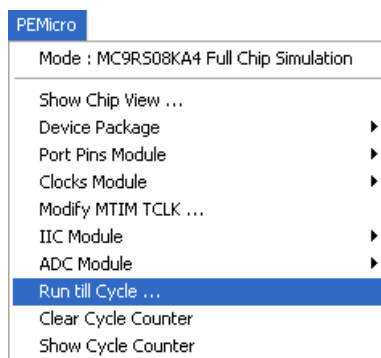 PEMicro
Mode : MC9RS08KA4 Full Chip Simulation
Show Chip View ...
Device Package
Port Pins Module
Clocks Module
Modify MTIM TCLK ...
IIC Module
ADC Module
Run till Cycle ...
Clear Cycle Counter
Show Cycle Counter